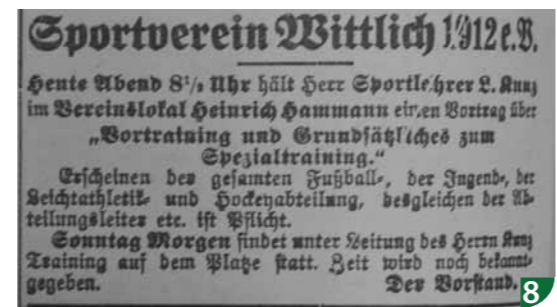 Sportverein Wittlich 1912 e. V.
Heute Abend 8½ Uhr hält Herr Sportlehrer L. Kunz
im Vereinslokal Heinrich Hammann einen Vortrag über
„Vortraining und Grundsätzliches zum
Spezialtraining.“
Erscheinen der gesamten Fußball-, der Jugend-, der
Leichtathletik- und Hockeyabteilung, desgleichen der Ab-
teilungsleiter etc. ist Pflicht.
Sonntag Morgen findet unter Leitung des Herrn Kunz
Training auf dem Platze statt. Zeit wird noch bekannt-
gegeben. Der Vorstand.
8